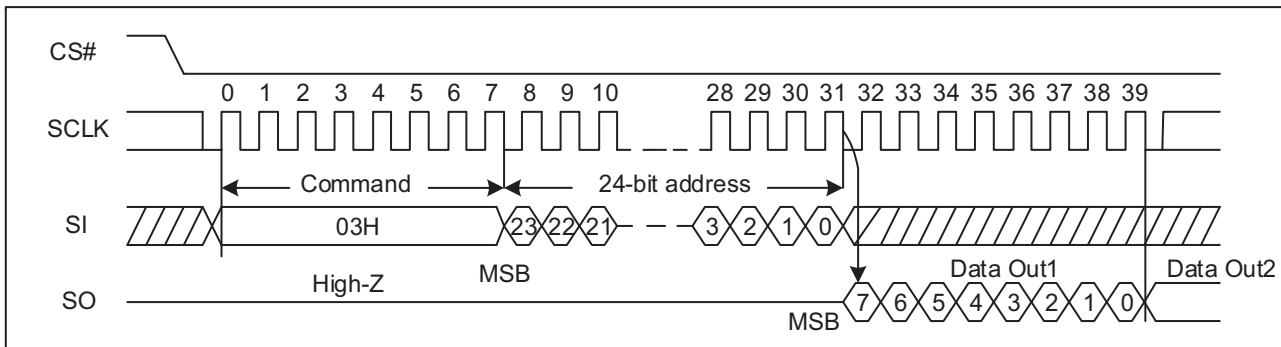 CS#
0 1 2 3 4 5 6 7 8 9 10 28 29 30 31 32 33 34 35 36 37 38 39
SCLK
Command 24-bit address
SI 03H 23 22 21 3 2 1 0
High-Z MSB Data Out1 Data Out2
SO 7 6 5 4 3 2 1 0
MSB